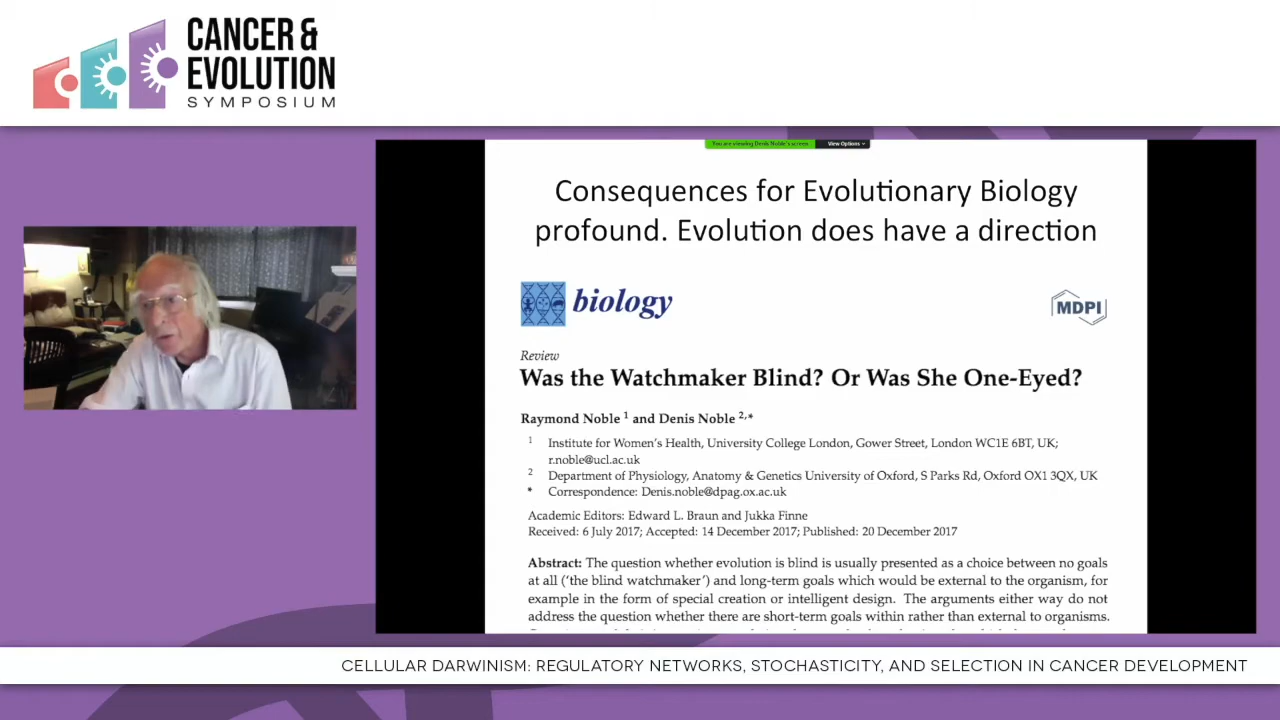 CANCER &
EVOLUTION
SYMPOSIUM
You are viewing Denis Noble's screen View Options
Consequences for Evolutionary Biology
profound. Evolution does have a direction
biology
MDPI
Review
Was the Watchmaker Blind? Or Was She One-Eyed?
Raymond Noble 1 and Denis Noble 2,*
1 Institute for Women's Health, University College London, Gower Street, London WC1E 6BT, UK;
r.noble@ucl.ac.uk
2 Department of Physiology, Anatomy & Genetics University of Oxford, S Parks Rd, Oxford OX1 3QX, UK
* Correspondence: Denis.noble@dpag.ox.ac.uk
Academic Editors: Edward L. Braun and Jukka Finne
Received: 6 July 2017; Accepted: 14 December 2017; Published: 20 December 2017
Abstract: The question whether evolution is blind is usually presented as a choice between no goals
at all ('the blind watchmaker') and long-term goals which would be external to the organism, for
example in the form of special creation or intelligent design. The arguments either way do not
address the question whether there are short-term goals within rather than external to organisms.
CELLULAR DARWINISM: REGULATORY NETWORKS, STOCHASTICITY, AND SELECTION IN CANCER DEVELOPMENT